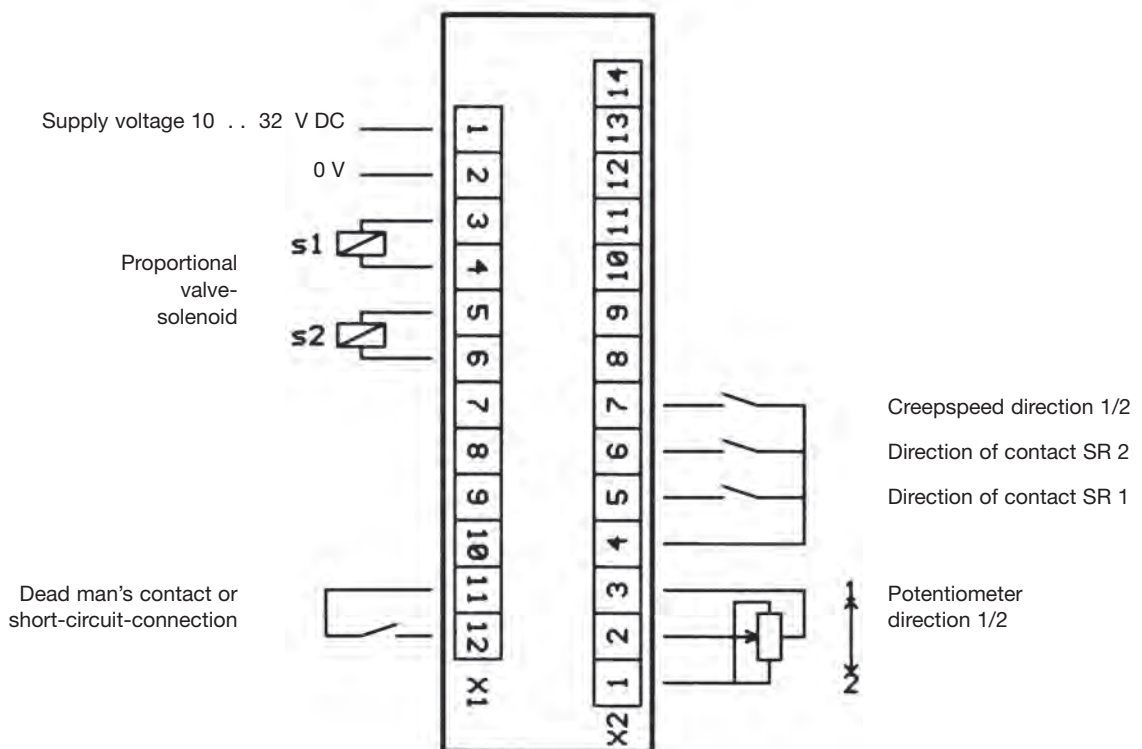 Supply voltage 10 . . 32 V DC
0 V
s1
Proportional
valve-
solenoid
s2
Dead man's contact or
short-circuit-connection
1
2
3
4
5
6
7
8
9
10
11
12
X1
14
13
12
11
10
9
8
7
6
5
4
3
2
1
X2
Creepspeed direction 1/2
Direction of contact SR 2
Direction of contact SR 1
1
2
Potentiometer
direction 1/2